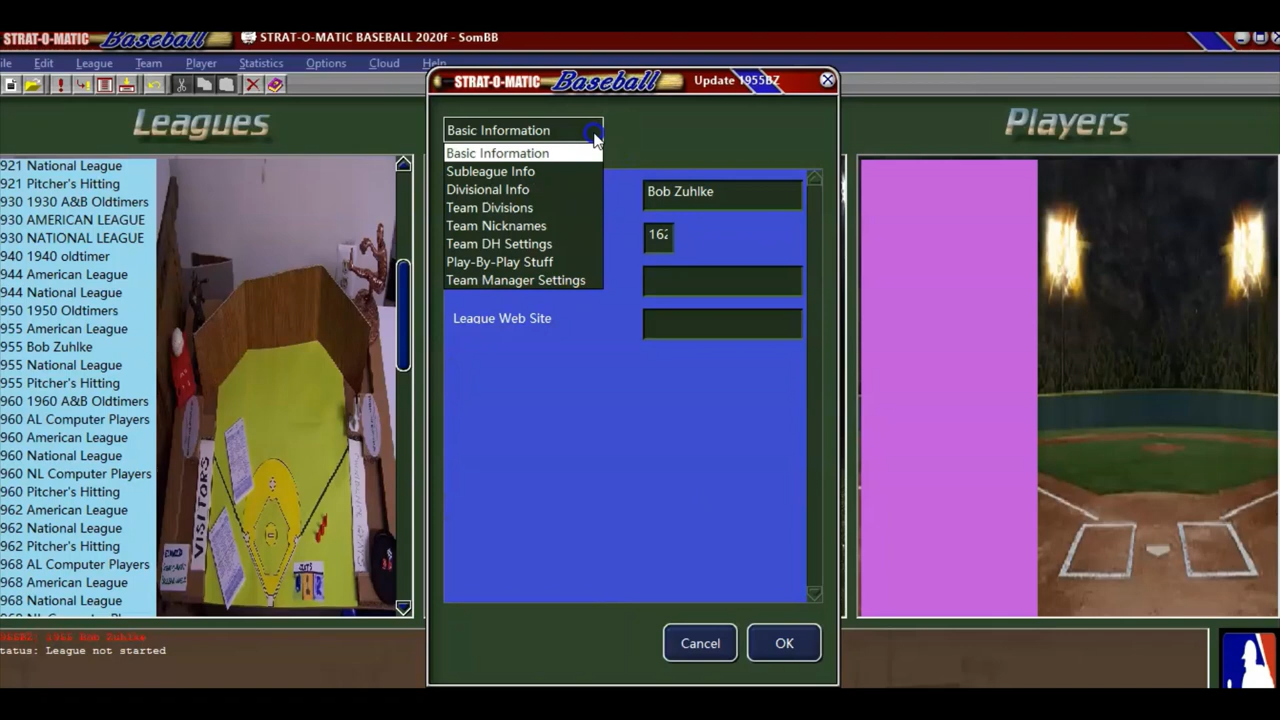 STRAT-O-MATIC Baseball STRAT-O-MATIC BASEBALL 2020f - SomBB
ile Edit League Team Player Statistics Options Cloud Help
STRAT-O-MATIC Baseball Update 1955BZ
Leagues
Players
921 National League
921 Pitcher's Hitting
930 1930 A&B Oldtimers
930 AMERICAN LEAGUE
930 NATIONAL LEAGUE
940 1940 oldtimer
944 American League
944 National League
950 1950 Oldtimers
955 American League
955 Bob Zuhlke
955 National League
955 Pitcher's Hitting
960 1960 A&B Oldtimers
960 AL Computer Players
960 American League
960 National League
960 NL Computer Players
960 Pitcher's Hitting
962 American League
962 National League
962 Pitcher's Hitting
968 AL Computer Players
968 American League
968 National League
VISITORS
Basic Information
Basic Information
Subleague Info
Divisional Info
Team Divisions
Team Nicknames
Team DH Settings
Play-By-Play Stuff
Team Manager Settings
Bob Zuhlke
162
League Web Site
Cancel OK
Bob Zuhlke
tatus: League not started